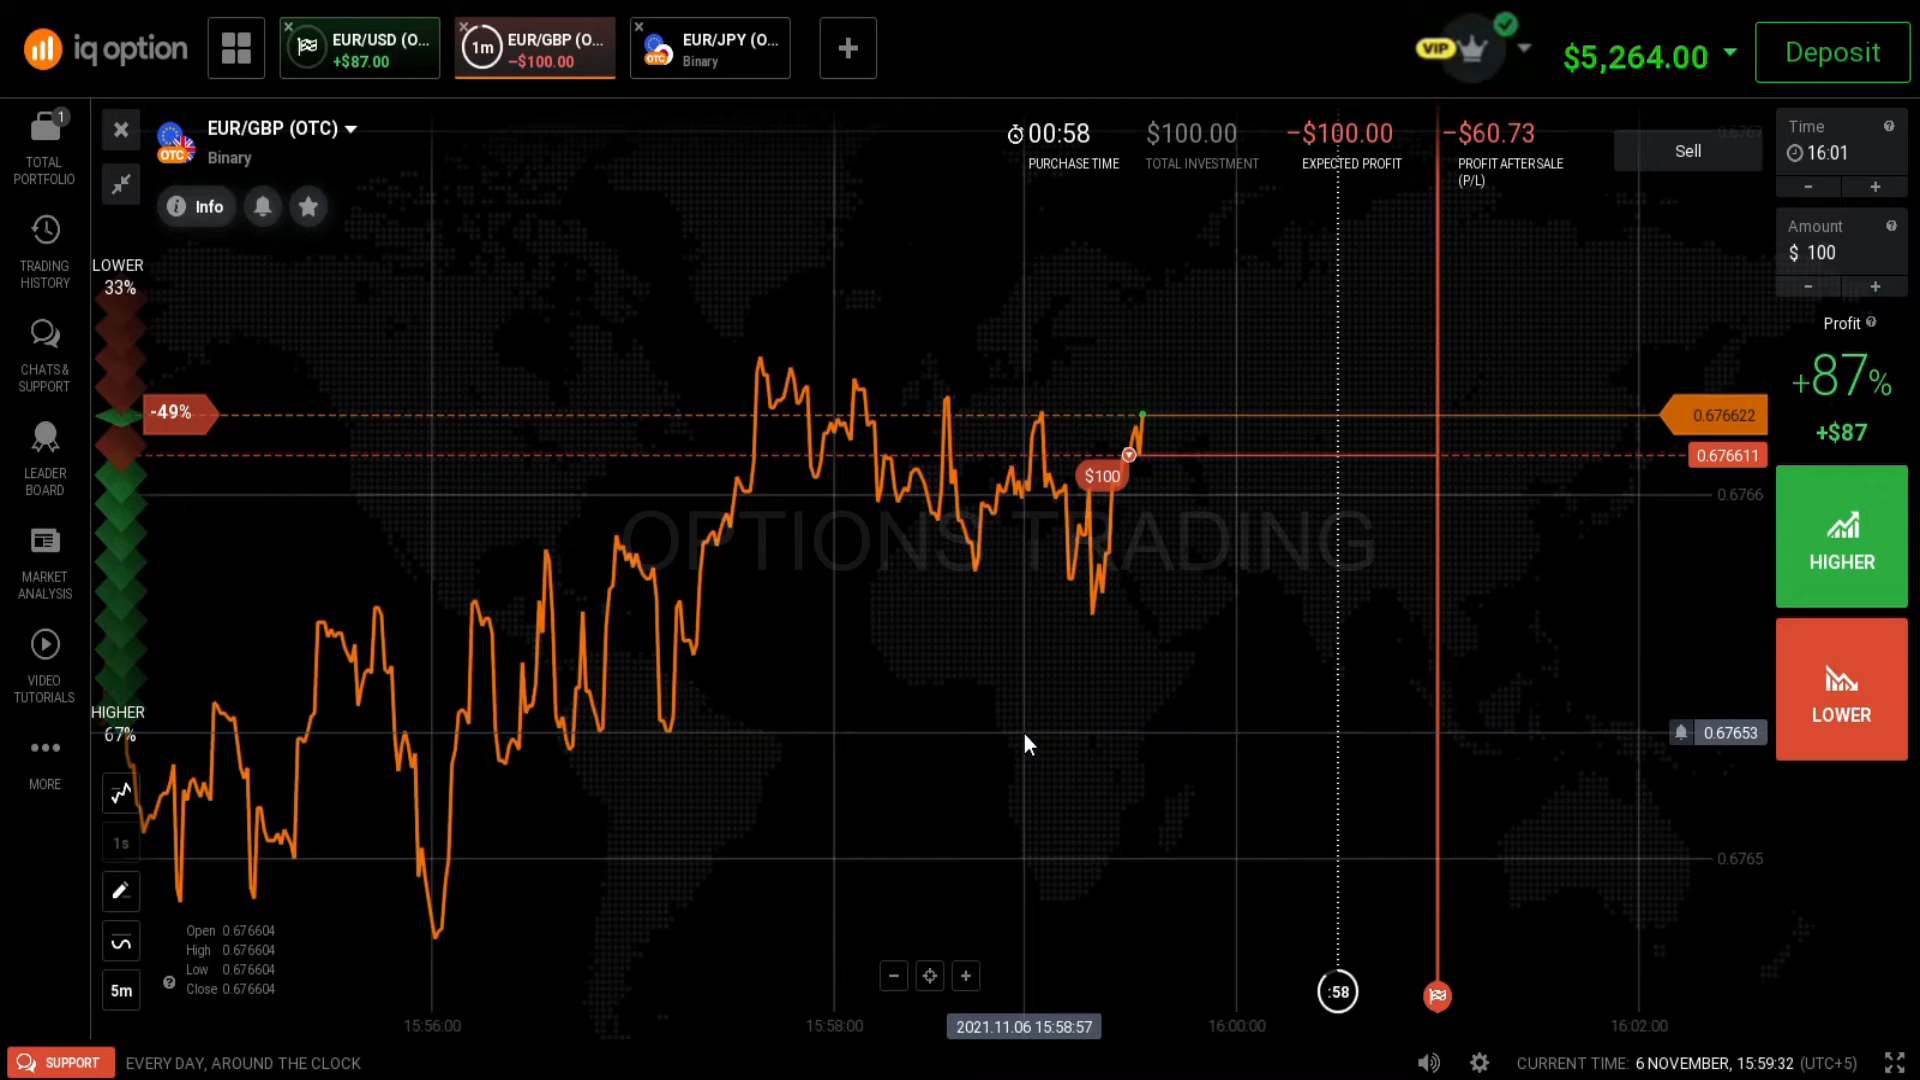 iq option
EUR/USD (O...
+$87.00
1m
EUR/GBP (O...
−$100.00
OTC
EUR/JPY (O...
Binary
VIP
$5,264.00
Deposit
1
TOTAL
PORTFOLIO
TRADING
HISTORY
CHATS &
SUPPORT
LEADER
BOARD
MARKET
ANALYSIS
VIDEO
TUTORIALS
MORE
OTC
EUR/GBP (OTC)
Binary
Info
00:58
PURCHASE TIME
$100.00
TOTAL INVESTMENT
−$100.00
EXPECTED PROFIT
−$60.73
PROFIT AFTER SALE
(P/L)
Sell
0.6767
Time
16:01
Amount
$ 100
Profit
+87%
+$87
HIGHER
LOWER
LOWER
33%
-49%
HIGHER
67%
$100
OPTIONS TRADING
0.676622
0.676611
0.6766
0.67653
0.6765
1s
5m
Open 0.676604
High 0.676604
Low 0.676604
Close 0.676604
:58
15:56:00
15:58:00
2021.11.06 15:58:57
16:00:00
16:02:00
SUPPORT
EVERY DAY, AROUND THE CLOCK
CURRENT TIME: 6 NOVEMBER, 15:59:32 (UTC+5)